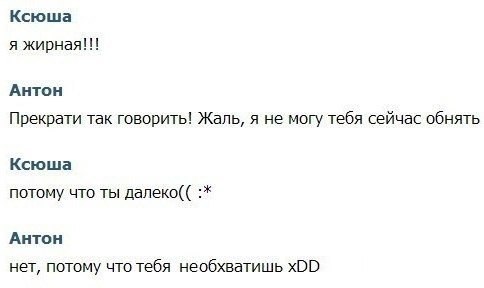 Ксюша
я жирная!!!
Антон
Прекрати так говорить! Жаль, я не могу тебя сейчас обнять
Ксюша
потому что ты далеко(( :*
Антон
нет, потому что тебя необхватишь xDD